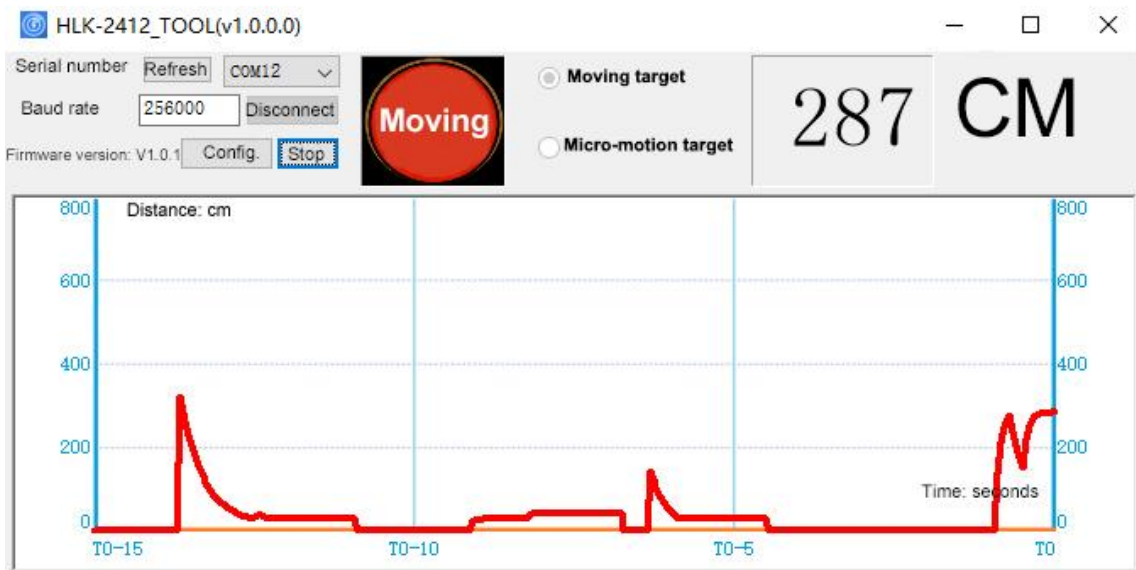 HLK-2412_TOOL(v1.0.0.0)
Serial number Refresh COM12
Baud rate 256000 Disconnect
Firmware version: V1.0.1 Config. Stop
Moving
Moving target
Micro-motion target
287 CM
Distance: cm
800 800
600 600
400 400
200 200
Time: seconds
0 0
T0-15 T0-10 T0-5 T0